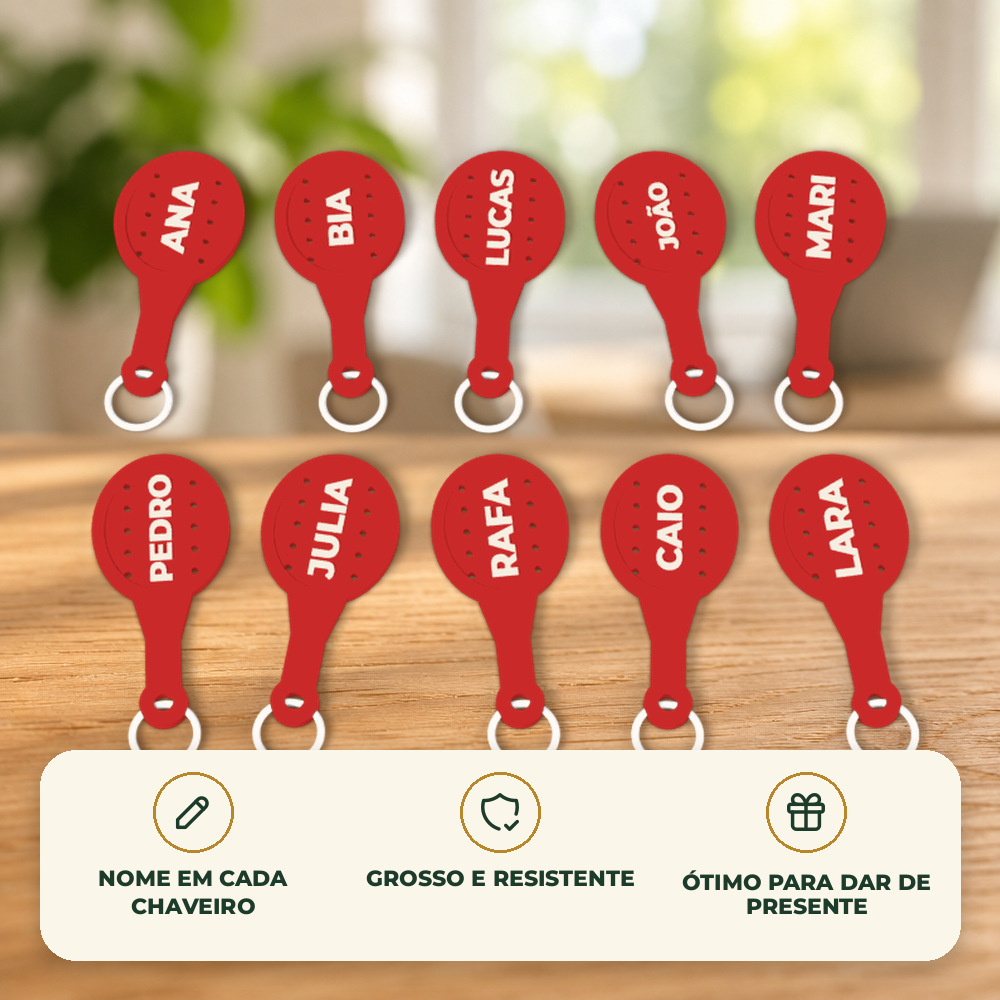 ANA
BIA
LUCAS
JOÃO
MARI
PEDRO
JULIA
RAFA
CAIO
LARA
NOME EM CADA
CHAVEIRO
GROSSO E RESISTENTE
ÓTIMO PARA DAR DE
PRESENTE